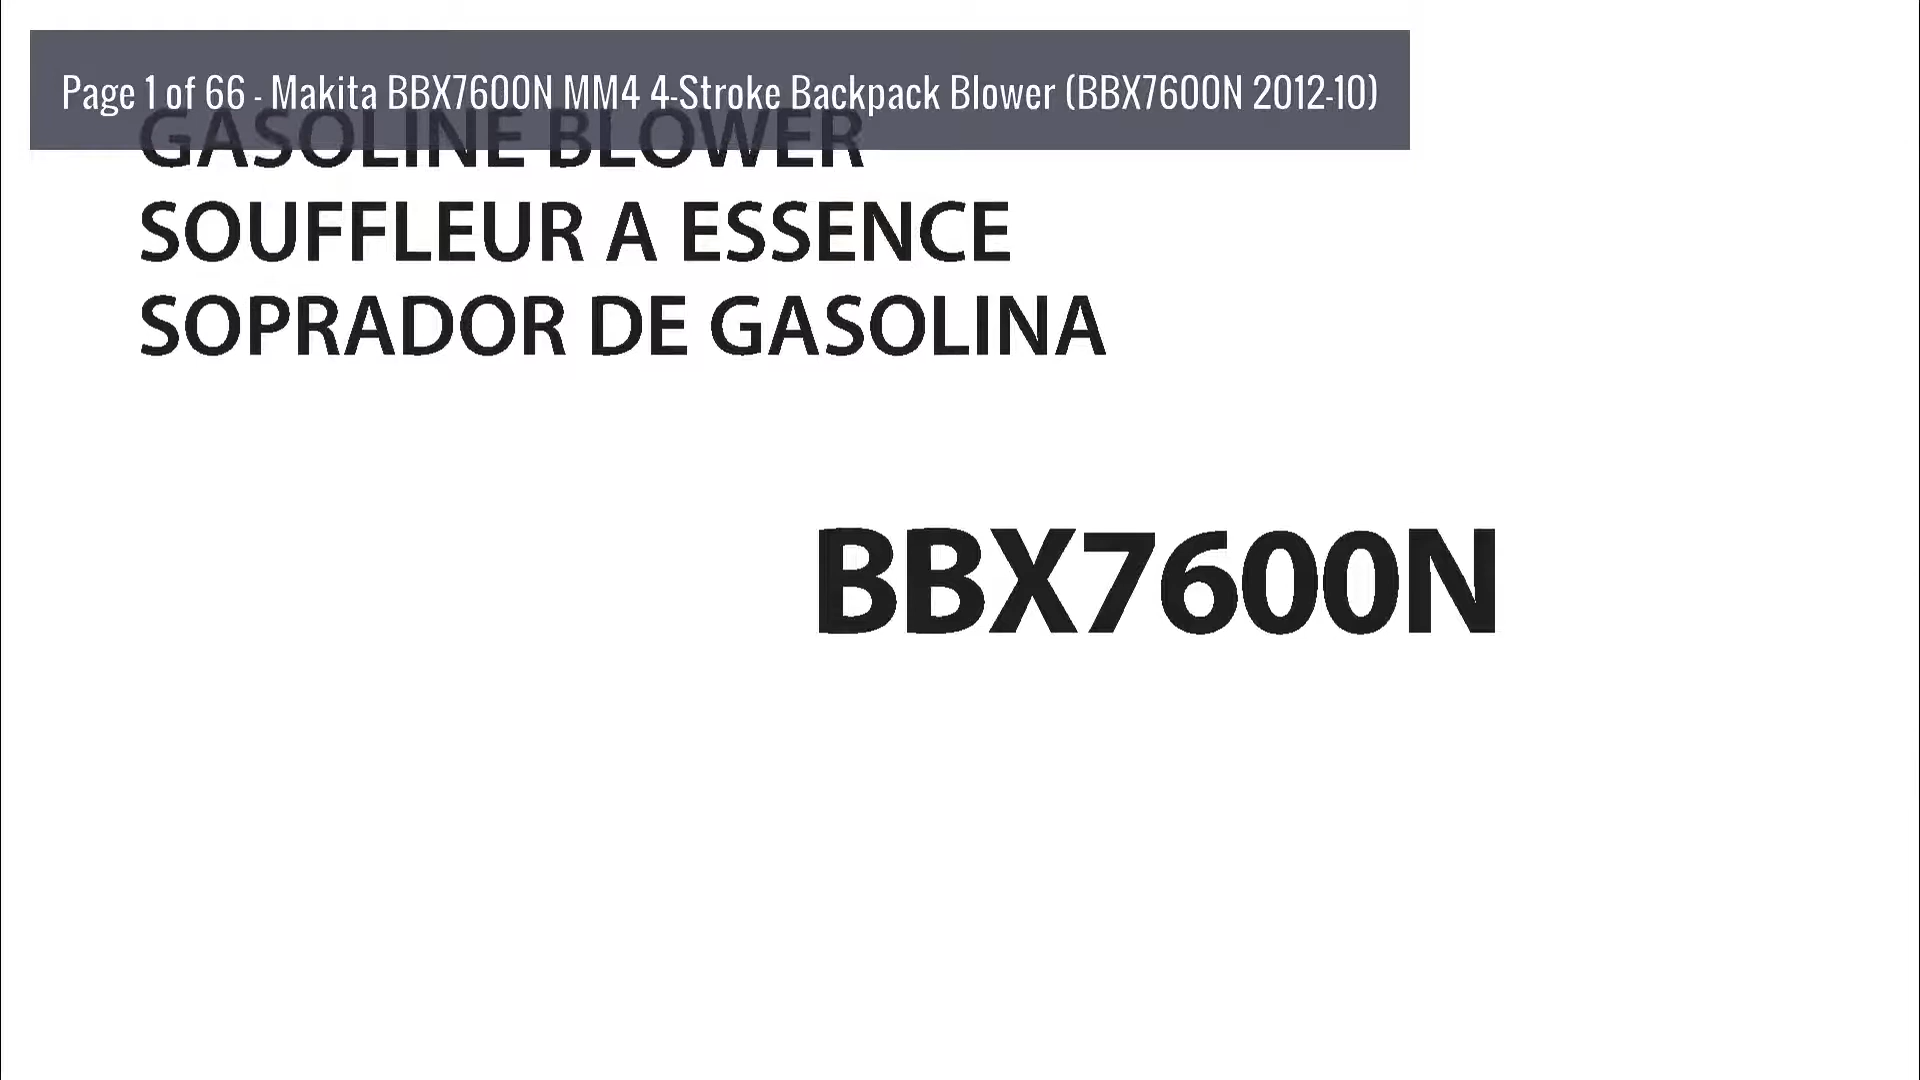 Page 1 of 66 - Makita BBX7600N MM4 4-Stroke Backpack Blower (BBX7600N 2012-10)
GASOLINE BLOWER
SOUFFLEUR A ESSENCE
SOPRADOR DE GASOLINA
BBX7600N